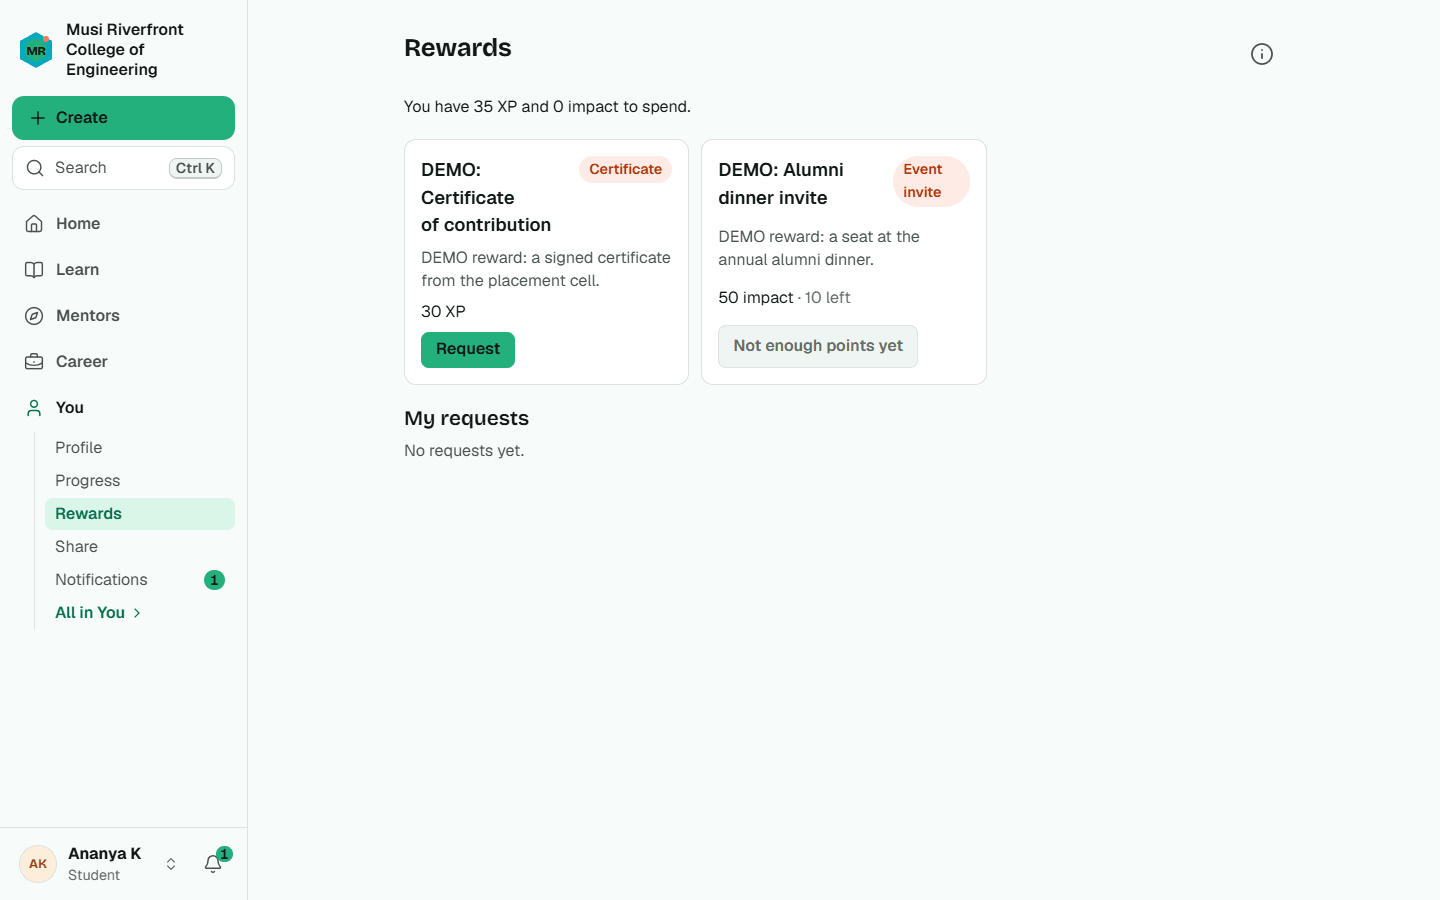 MR
Musi Riverfront
College of
Engineering
Create
Search
Ctrl K
Home
Learn
Mentors
Career
You
Profile
Progress
Rewards
Share
Notifications
1
All in You
AK
Ananya K
Student
1
Rewards
You have 35 XP and 0 impact to spend.
DEMO:
Certificate
of contribution
Certificate
DEMO reward: a signed certificate
from the placement cell.
30 XP
Request
DEMO: Alumni
dinner invite
Event
invite
DEMO reward: a seat at the
annual alumni dinner.
50 impact · 10 left
Not enough points yet
My requests
No requests yet.